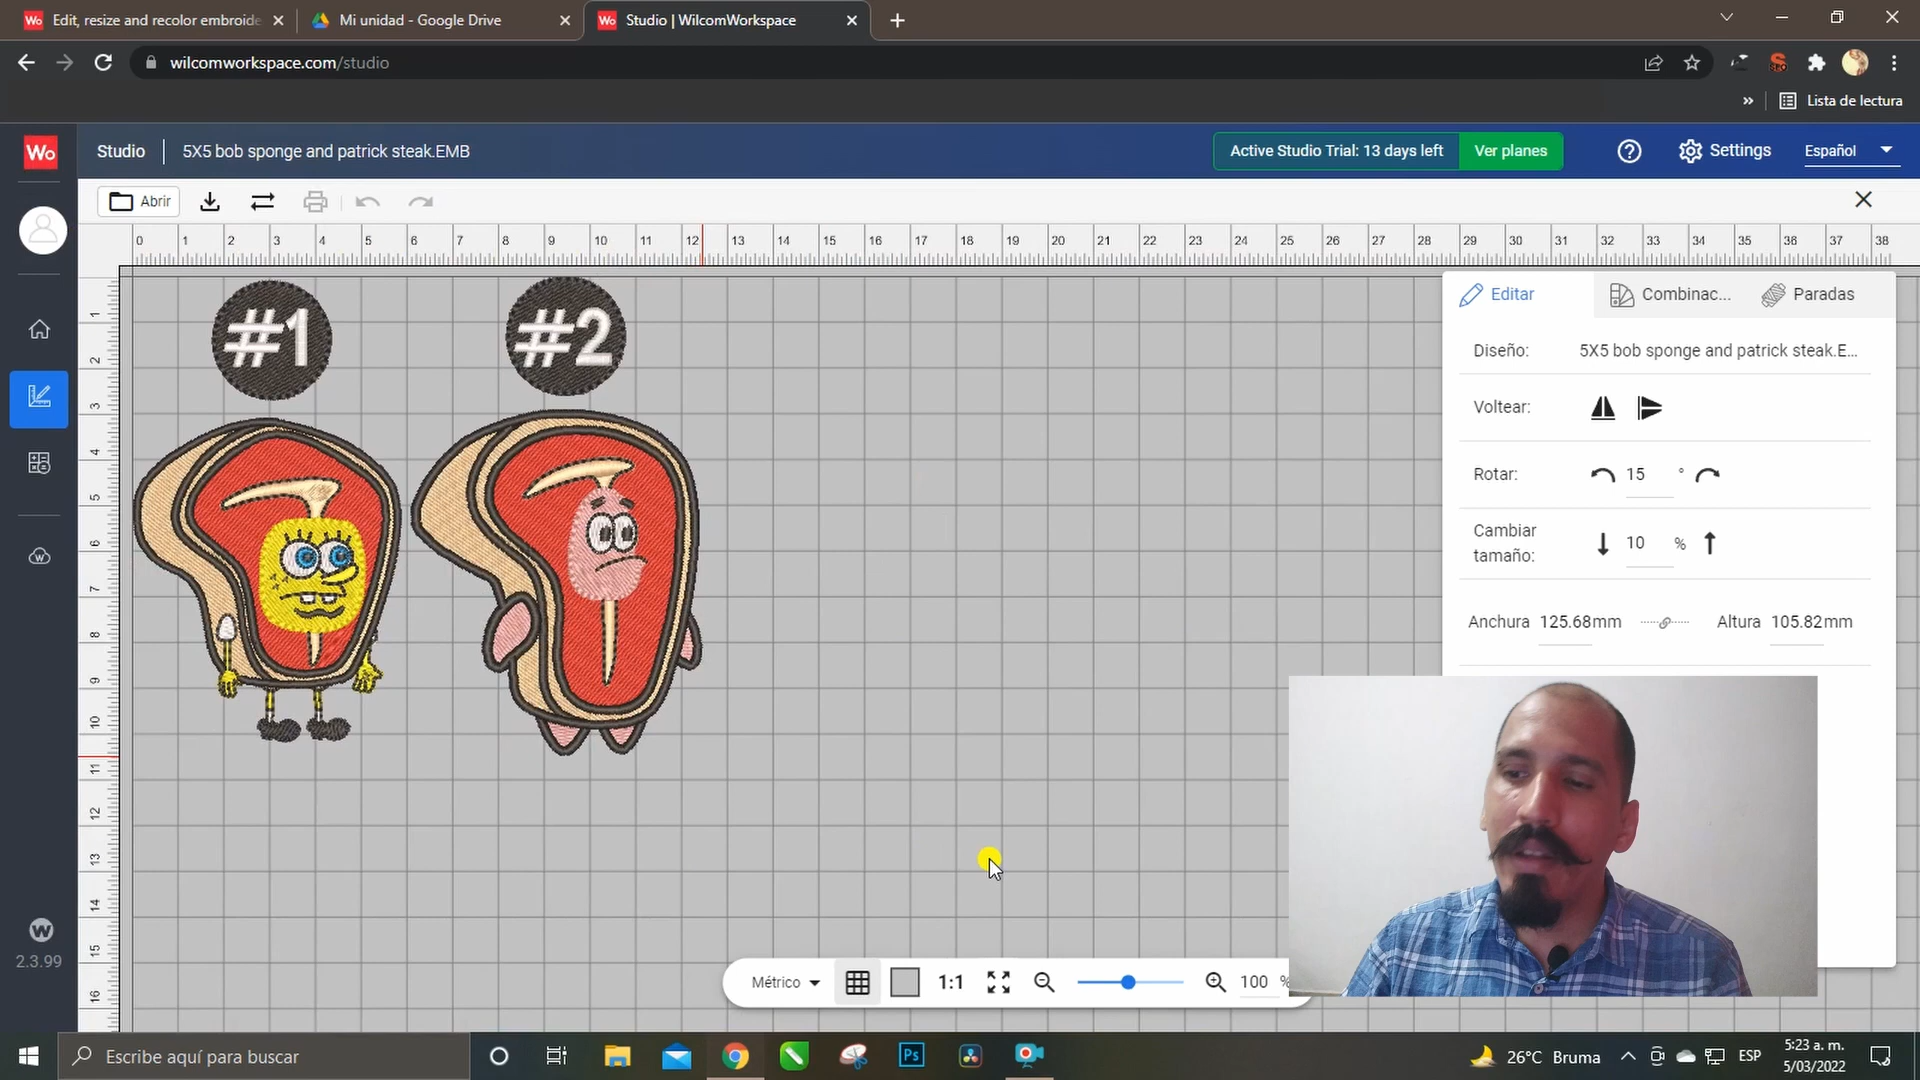 Wo Edit, resize and recolor embroide
Mi unidad - Google Drive
Wo Studio | WilcomWorkspace
wilcomworkspace.com/studio
» Lista de lectura
Wo Studio 5X5 bob sponge and patrick steak.EMB
Active Studio Trial: 13 days left Ver planes
Settings
Español
Abrir
0 1 2 3 4 5 6 7 8 9 10 11 12 13 14 15 16 17 18 19 20 21 22 23 24 25 26 27 28 29 30 31 32 33 34 35 36 37 38
1
2
3
4
5
6
7
8
9
10
11
12
13
14
15
16
#1
#2
Editar
Combinac...
Paradas
Diseño: 5X5 bob sponge and patrick steak.E...
Voltear:
Rotar: 15 °
Cambiar
tamaño:
10 %
Anchura 125.68mm
Altura 105.82mm
W
2.3.99
Métrico 1:1 100 %
Escribe aquí para buscar
Ps
26°C Bruma
ESP
5:23 a. m.
5/03/2022